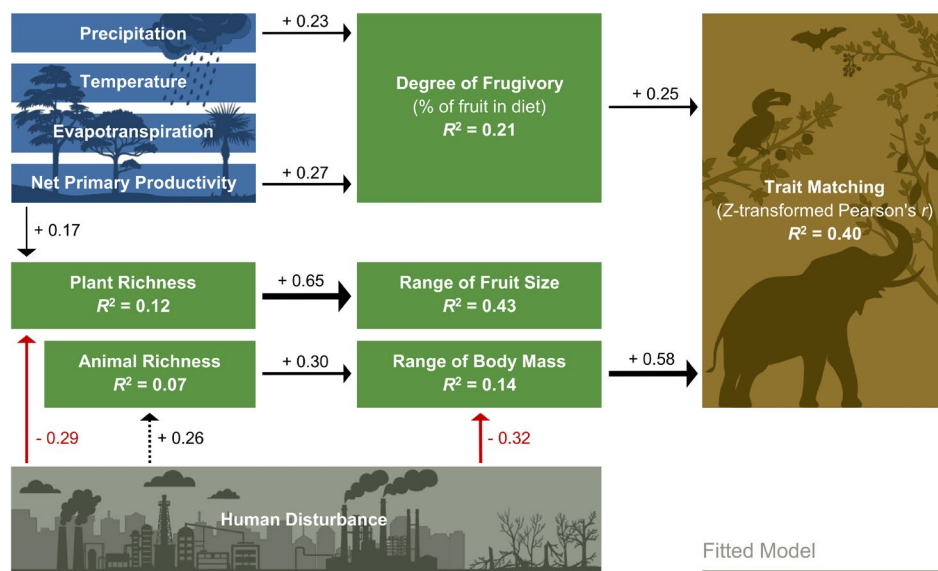 Precipitation
+ 0.23
Temperature
Evapotranspiration
Net Primary Productivity
+ 0.27
Degree of Frugivory
(% of fruit in diet)
R² = 0.21
+ 0.25
Trait Matching
(Z-transformed Pearson's r)
R² = 0.40
+ 0.17
Plant Richness
R² = 0.12
+ 0.65
Range of Fruit Size
R² = 0.43
Animal Richness
R² = 0.07
+ 0.30
Range of Body Mass
R² = 0.14
+ 0.58
- 0.29
+ 0.26
- 0.32
Human Disturbance
Fitted Model